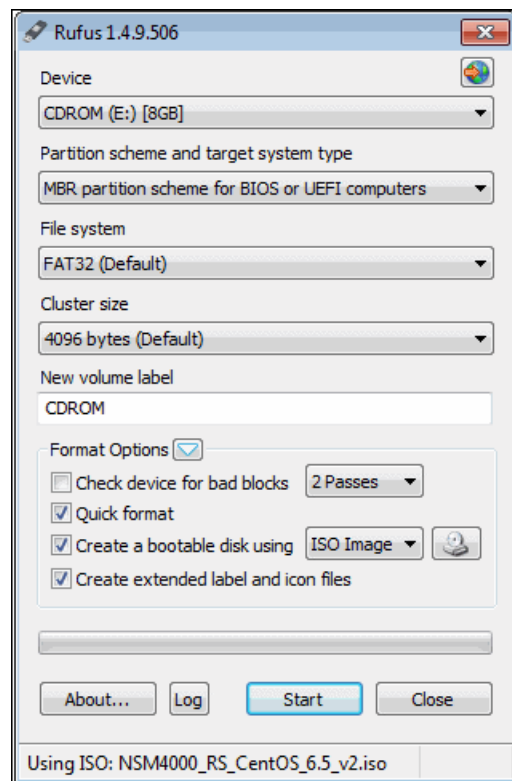 Rufus 1.4.9.506
Device
CDROM (E:) [8GB]
Partition scheme and target system type
MBR partition scheme for BIOS or UEFI computers
File system
FAT32 (Default)
Cluster size
4096 bytes (Default)
New volume label
CDROM
Format Options
Check device for bad blocks 2 Passes
Quick format
Create a bootable disk using ISO Image
Create extended label and icon files
About... Log Start Close
Using ISO: NSM4000_RS_CentOS_6.5_v2.iso